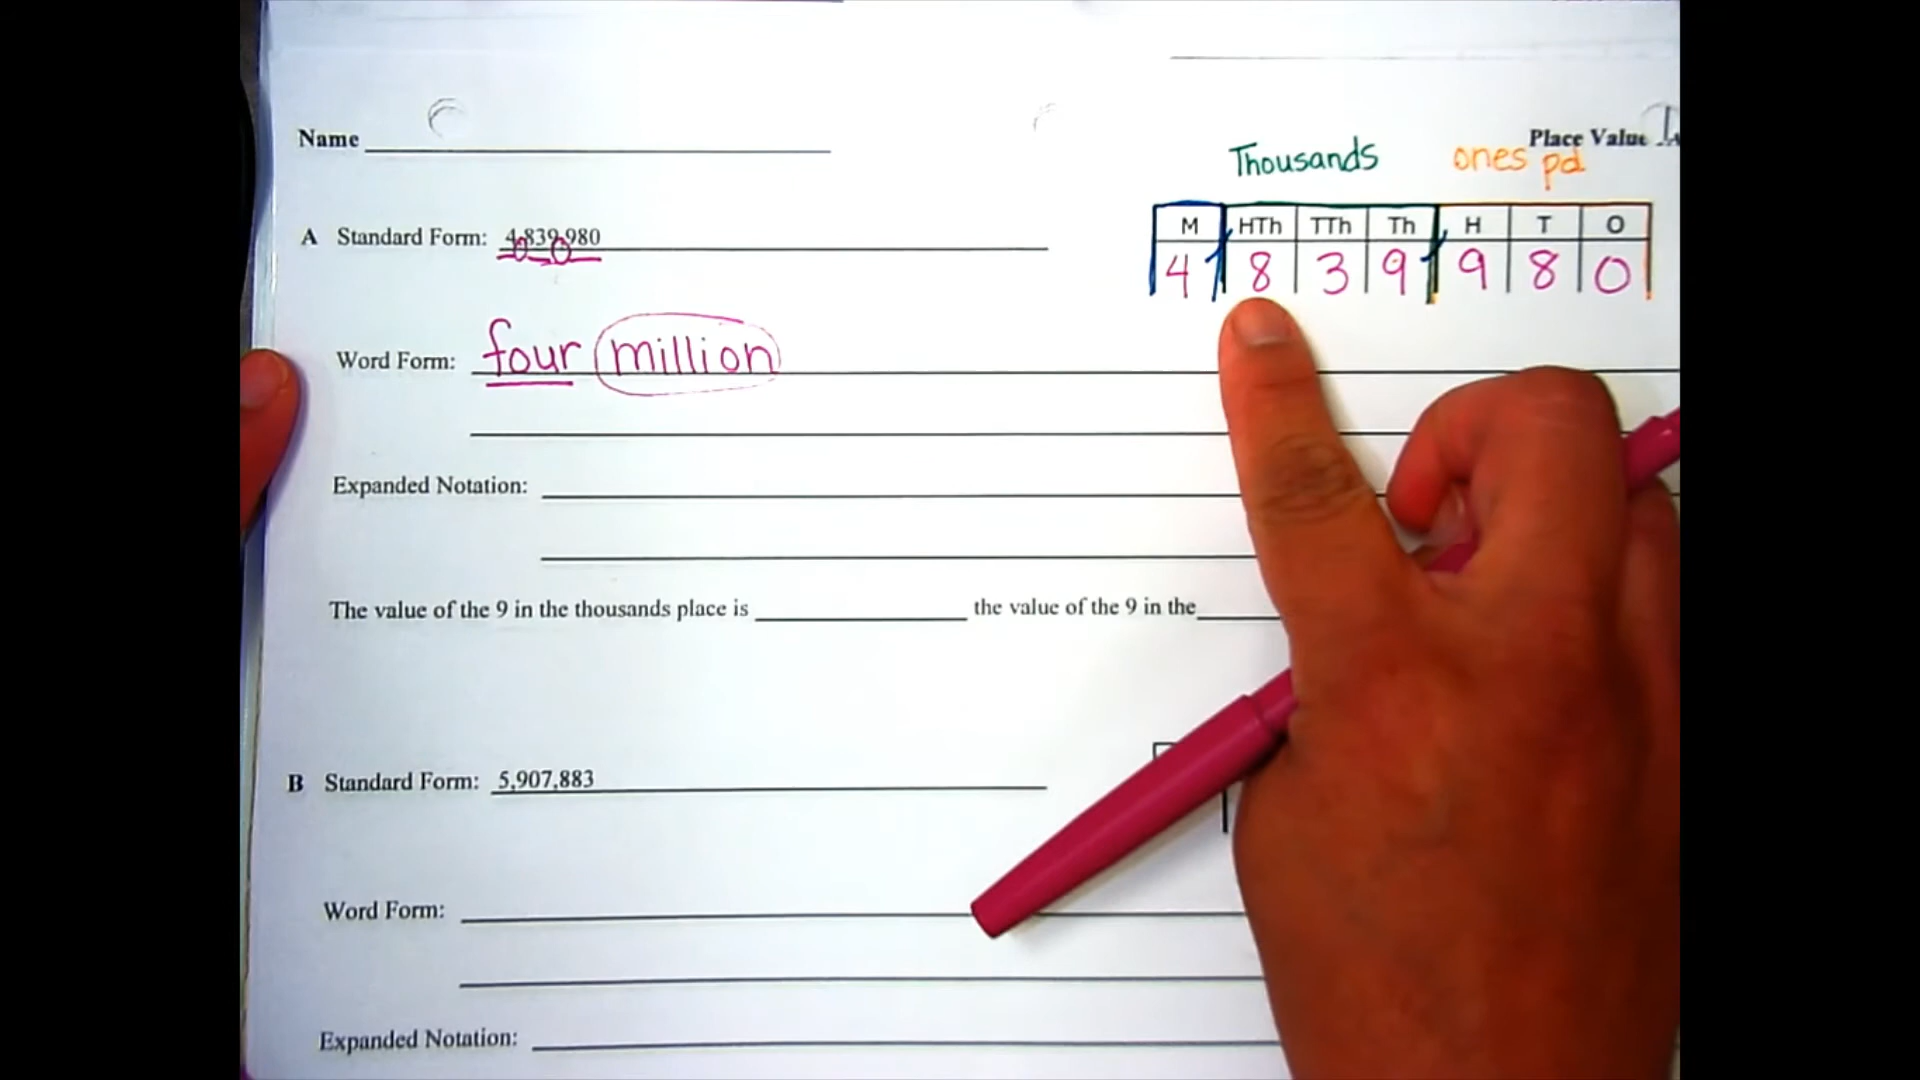 Name
Place Value
Thousands ones pd
M HTh TTh Th H T O
4 , 8 3 9 , 9 8 0
A Standard Form: 4,839,980
Word Form: four million
Expanded Notation:
The value of the 9 in the thousands place is the value of the 9 in the
B Standard Form: 5,907,883
Word Form:
Expanded Notation: